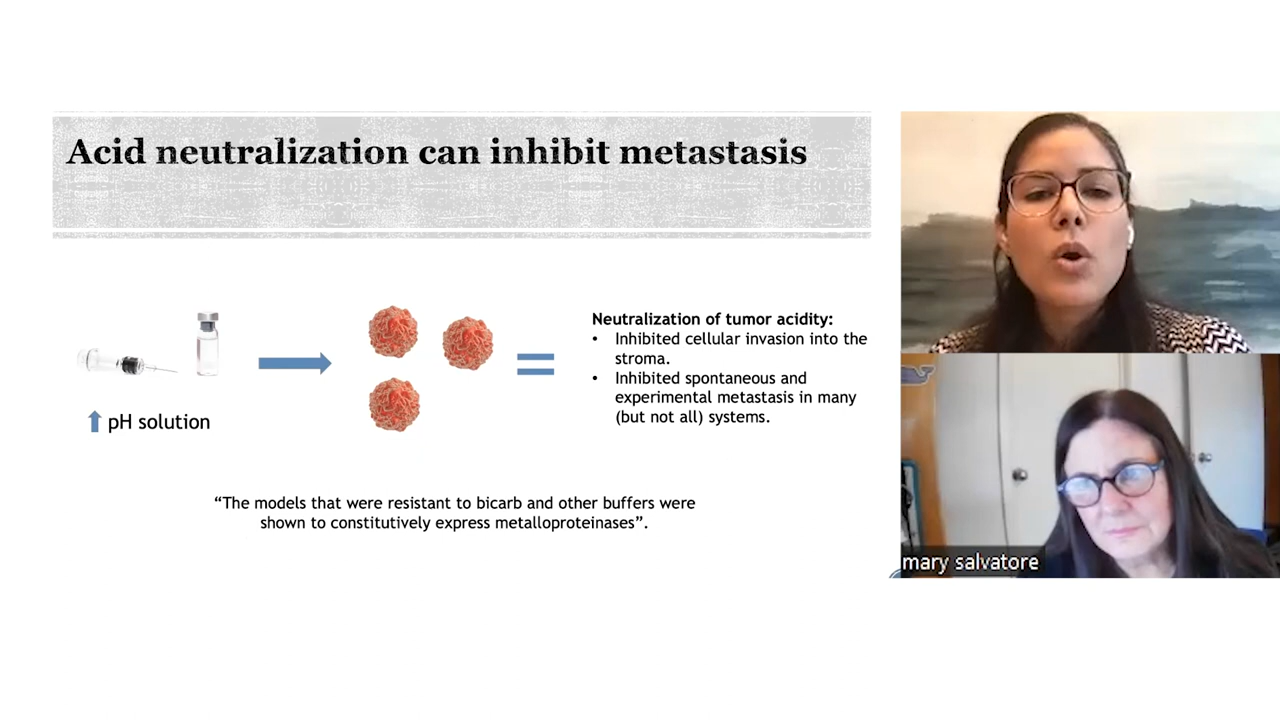 Acid neutralization can inhibit metastasis
↑ pH solution
Neutralization of tumor acidity:
• Inhibited cellular invasion into the
stroma.
• Inhibited spontaneous and
experimental metastasis in many
(but not all) systems.
“The models that were resistant to bicarb and other buffers were
shown to constitutively express metalloproteinases”.
mary salvatore